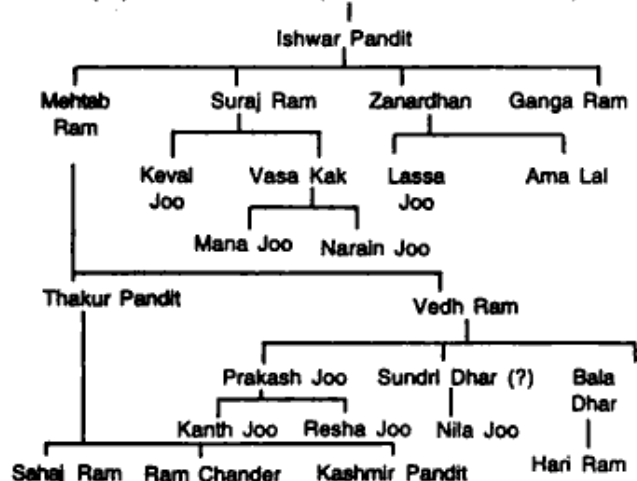 Ishwar Pandit
Mehtab Ram Suraj Ram Zanardhan Ganga Ram
Keval Joo Vasa Kak Lassa Joo Ama Lal
Mana Joo Narain Joo
Thakur Pandit Vedh Ram
Prakash Joo Sundri Dhar (?) Bala Dhar
Kanth Joo Resha Joo Nila Joo
Sahaj Ram Ram Chander Kashmir Pandit Hari Ram